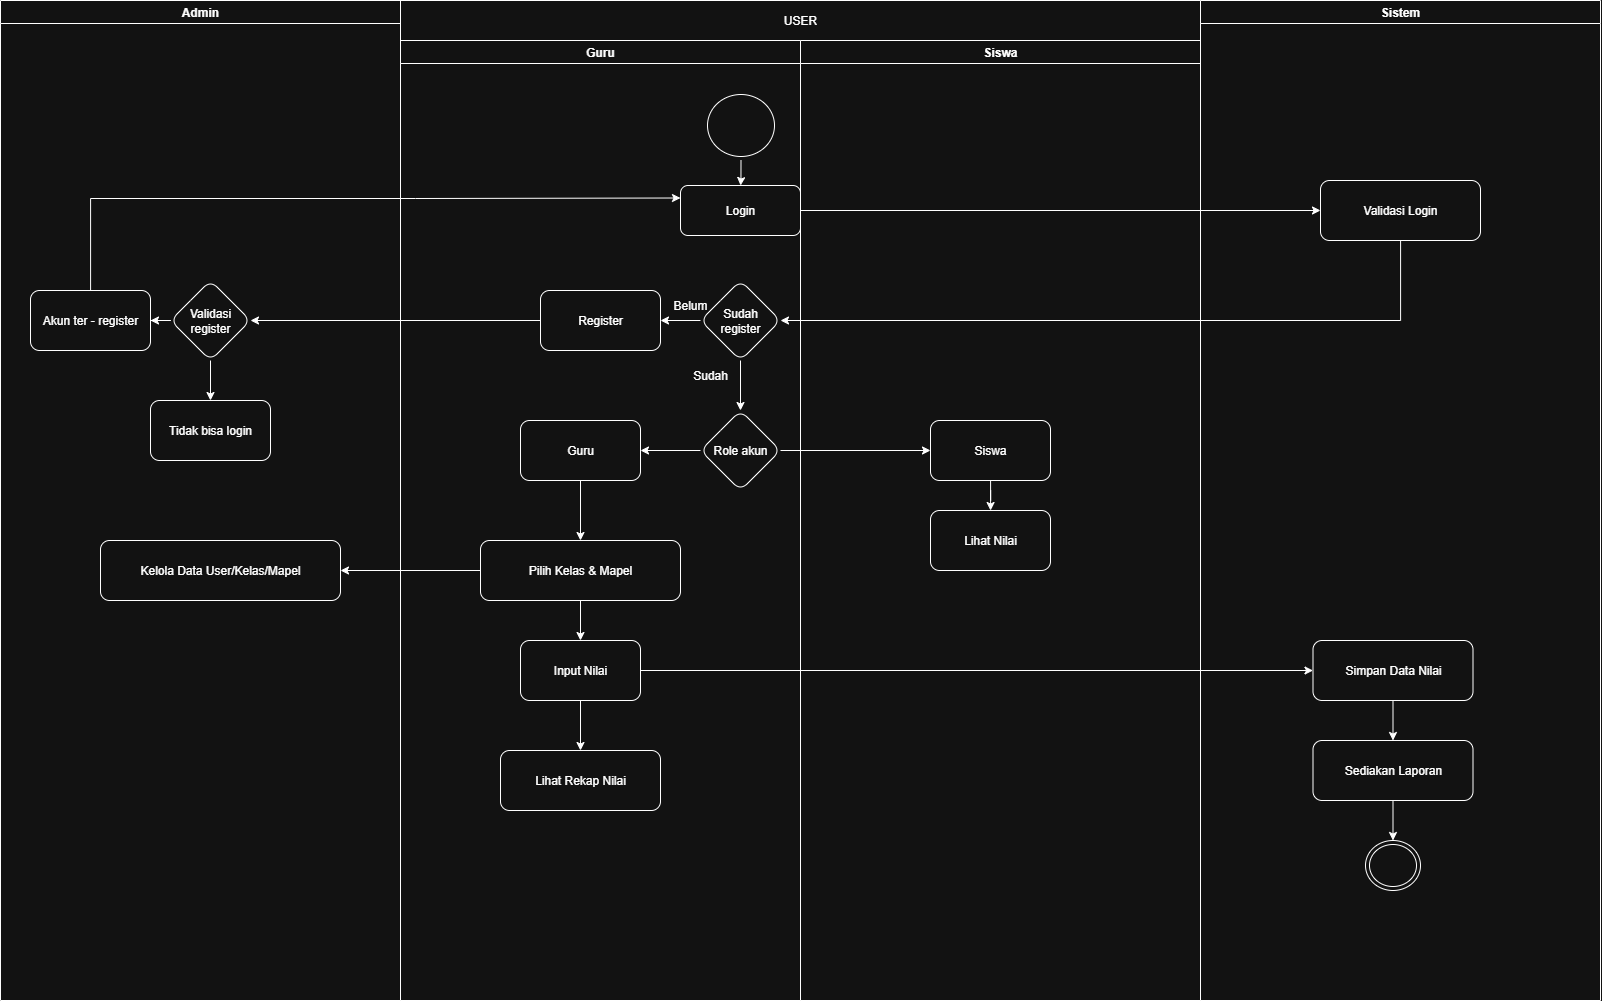 Admin
USER
Sistem
Guru
Siswa
Login
Validasi Login
Akun ter - register
Validasi
register
Register
Belum
Sudah
register
Sudah
Tidak bisa login
Guru
Role akun
Siswa
Lihat Nilai
Kelola Data User/Kelas/Mapel
Pilih Kelas & Mapel
Input Nilai
Simpan Data Nilai
Lihat Rekap Nilai
Sediakan Laporan